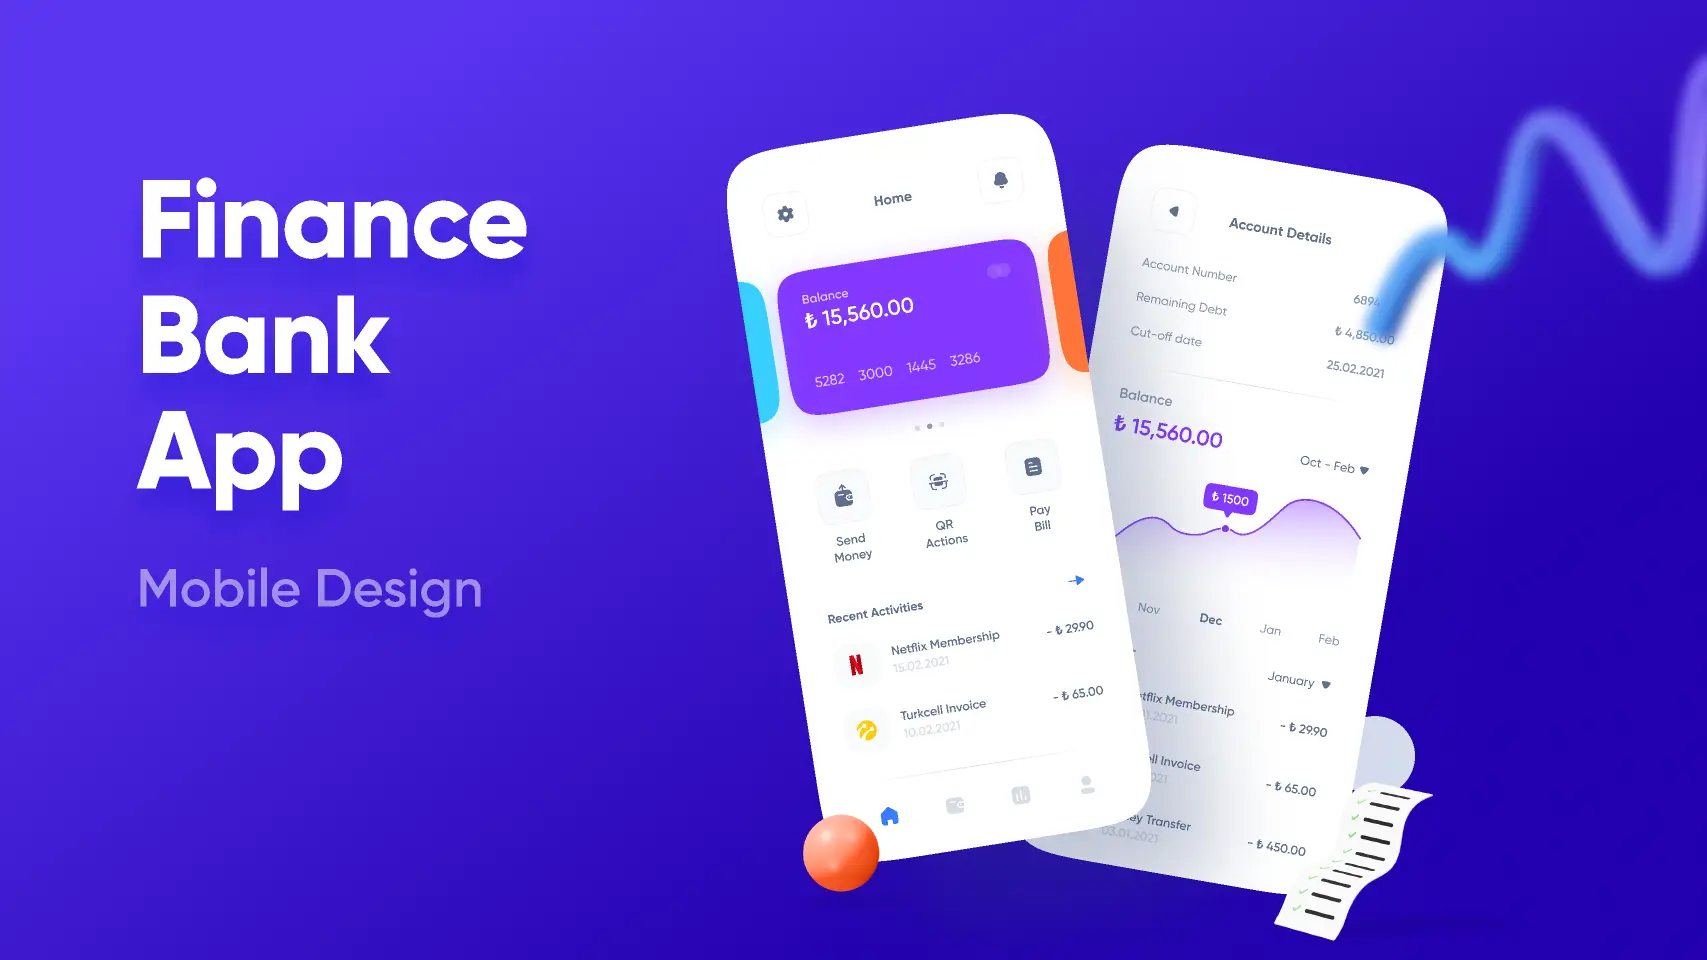 Finance
Bank
App
Mobile Design
Home
Balance
₺ 15,560.00
5282 3000 1445 3286
Send
Money
QR
Actions
Pay
Bill
Recent Activities
Netflix Membership
- ₺ 29.90
15.02.2021
Turkcell Invoice
- ₺ 65.00
10.02.2021
Account Details
Account Number
6894
Remaining Debt
₺ 4,850.00
Cut-off date
25.02.2021
Balance
₺ 15,560.00
Oct - Feb
₺ 1500
Nov Dec Jan Feb
January
etflix Membership
- ₺ 29.90
.2021
ell Invoice
- ₺ 65.00
021
ey Transfer
- ₺ 450.00
03.01.2021